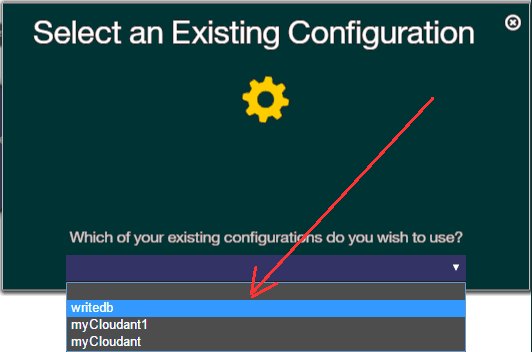 Select an Existing Configuration
Which of your existing configurations do you wish to use?
writedb
myCloudant1
myCloudant